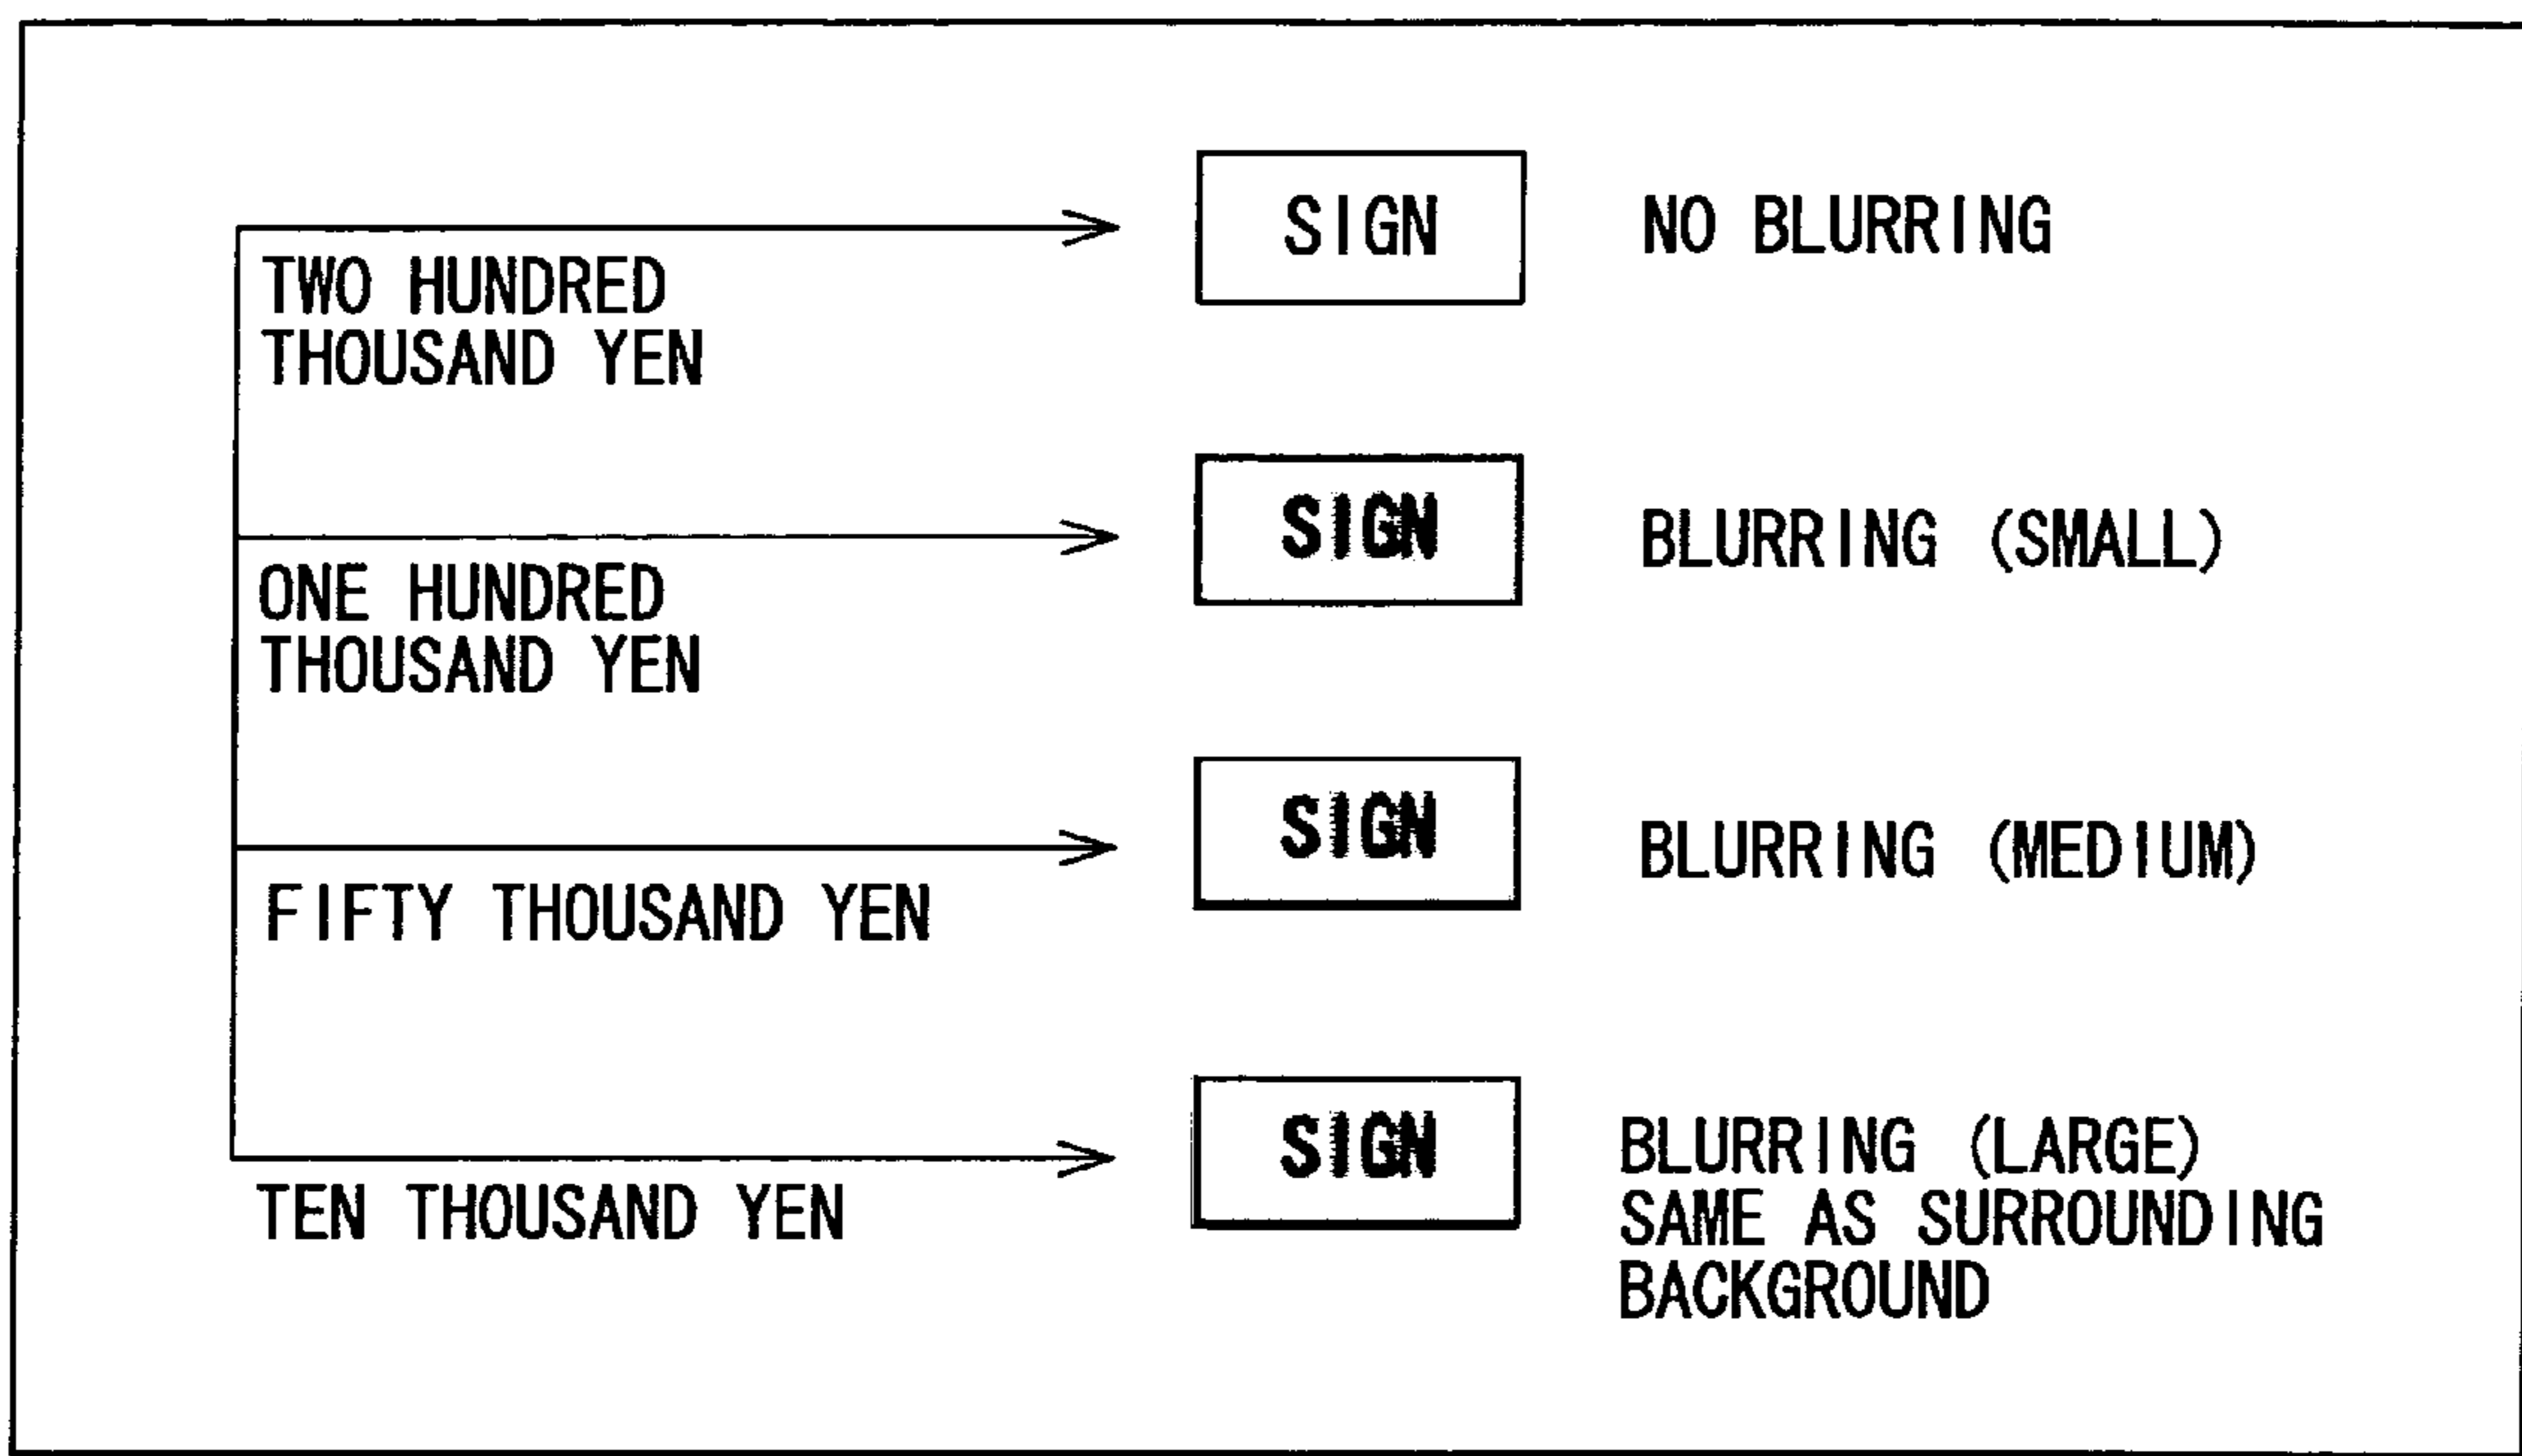 SIGN NO BLURRING
TWO HUNDRED
THOUSAND YEN
SIGN BLURRING (SMALL)
ONE HUNDRED
THOUSAND YEN
SIGN BLURRING (MEDIUM)
FIFTY THOUSAND YEN
SIGN BLURRING (LARGE)
TEN THOUSAND YEN SAME AS SURROUNDING
BACKGROUND